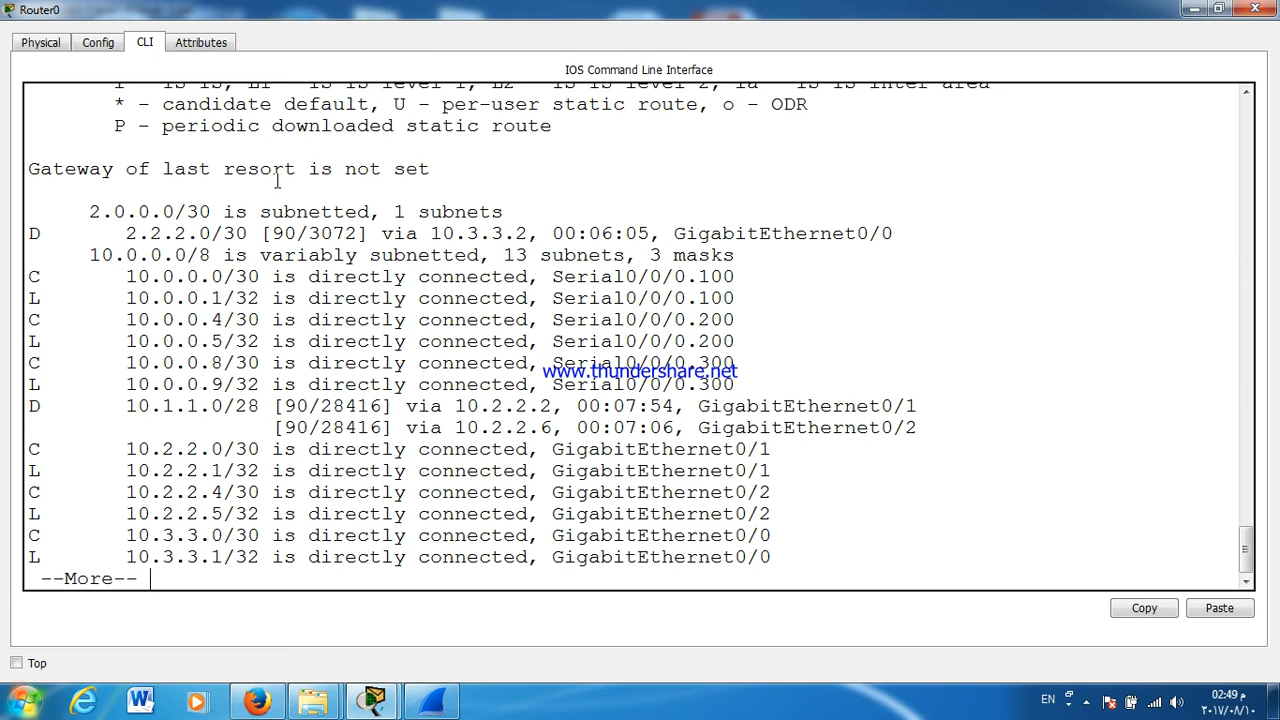 Router0
Physical Config CLI Attributes
IOS Command Line Interface
* - candidate default, U - per-user static route, o - ODR
P - periodic downloaded static route
Gateway of last resort is not set
2.0.0.0/30 is subnetted, 1 subnets
D 2.2.2.0/30 [90/3072] via 10.3.3.2, 00:06:05, GigabitEthernet0/0
10.0.0.0/8 is variably subnetted, 13 subnets, 3 masks
C 10.0.0.0/30 is directly connected, Serial0/0/0.100
L 10.0.0.1/32 is directly connected, Serial0/0/0.100
C 10.0.0.4/30 is directly connected, Serial0/0/0.200
L 10.0.0.5/32 is directly connected, Serial0/0/0.200
C 10.0.0.8/30 is directly connected, Serial0/0/0.300
www.thundershare.net
L 10.0.0.9/32 is directly connected, Serial0/0/0.300
D 10.1.1.0/28 [90/28416] via 10.2.2.2, 00:07:54, GigabitEthernet0/1
[90/28416] via 10.2.2.6, 00:07:06, GigabitEthernet0/2
C 10.2.2.0/30 is directly connected, GigabitEthernet0/1
L 10.2.2.1/32 is directly connected, GigabitEthernet0/1
C 10.2.2.4/30 is directly connected, GigabitEthernet0/2
L 10.2.2.5/32 is directly connected, GigabitEthernet0/2
C 10.3.3.0/30 is directly connected, GigabitEthernet0/0
L 10.3.3.1/32 is directly connected, GigabitEthernet0/0
--More--
Copy Paste
Top
EN
02:49 م
٢٠١٧/٠٨/١٠